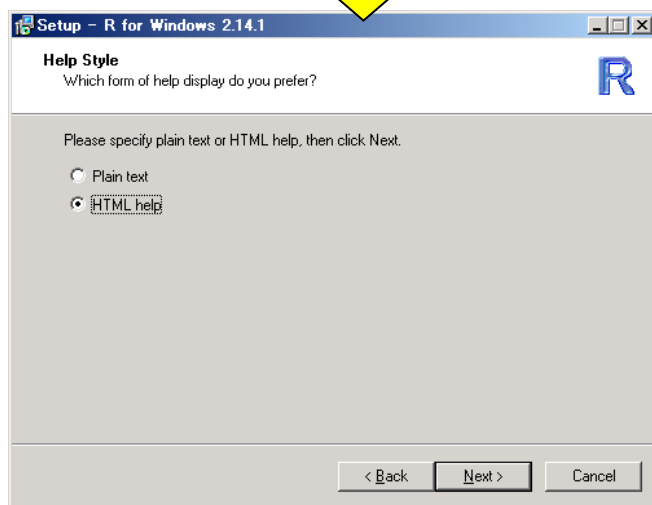 Setup - R for Windows 2.14.1
Help Style
Which form of help display do you prefer?
R
Please specify plain text or HTML help, then click Next.
Plain text
HTML help
< Back Next > Cancel